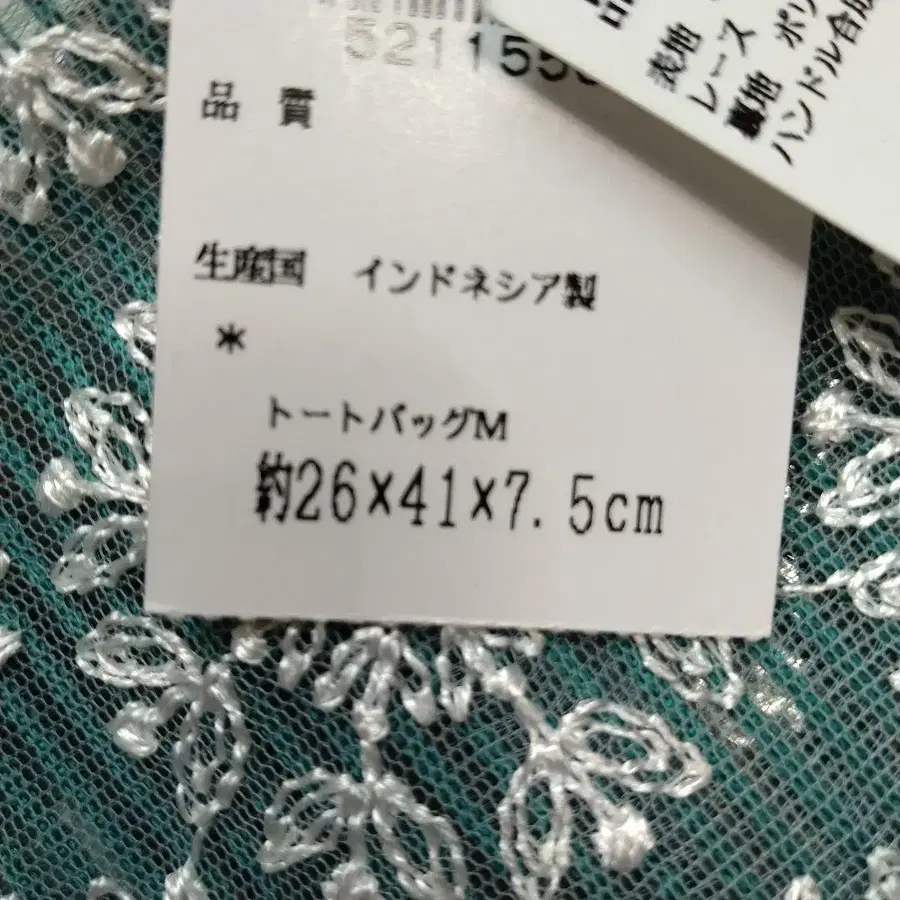 品質
生産国 インドネシア製
*
トートバッグM
約26×41×7.5cm
表地
レース
裏地
ハンドル合成